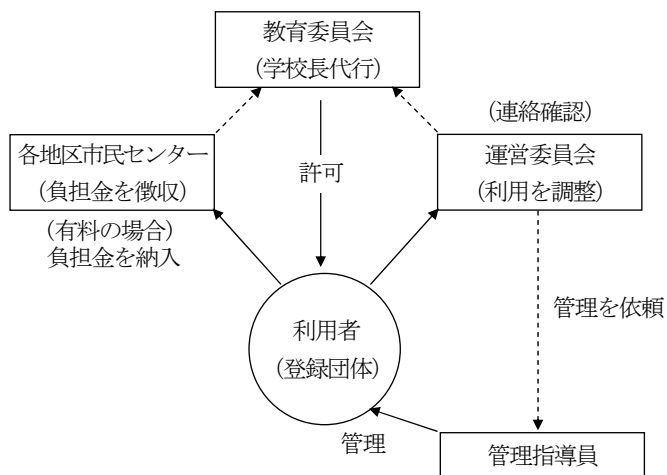 教育委員会
(学校長代行)
(連絡確認)
各地区市民センター
(負担金を徴収)
許可
運営委員会
(利用を調整)
(有料の場合)
負担金を納入
管理を依頼
利用者
(登録団体)
管理
管理指導員